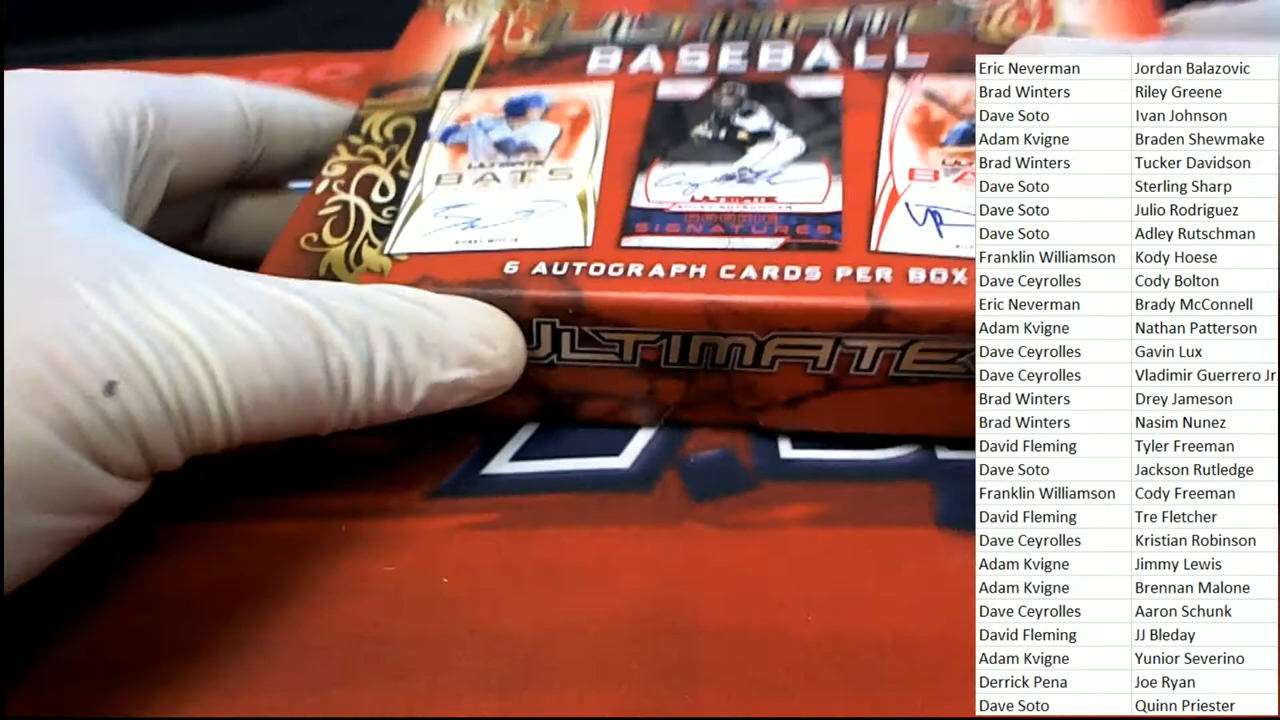 ULTIMATE
BASEBALL
ULTIMATE
BATS
ROOKIE
SIGNATURES
BA
6 AUTOGRAPH CARDS PER BOX
ULTIMATE
Eric Neverman Jordan Balazovic
Brad Winters Riley Greene
Dave Soto Ivan Johnson
Adam Kvigne Braden Shewmake
Brad Winters Tucker Davidson
Dave Soto Sterling Sharp
Dave Soto Julio Rodriguez
Dave Soto Adley Rutschman
Franklin Williamson Kody Hoese
Dave Ceyrolles Cody Bolton
Eric Neverman Brady McConnell
Adam Kvigne Nathan Patterson
Dave Ceyrolles Gavin Lux
Dave Ceyrolles Vladimir Guerrero Jr
Brad Winters Drey Jameson
Brad Winters Nasim Nunez
David Fleming Tyler Freeman
Dave Soto Jackson Rutledge
Franklin Williamson Cody Freeman
David Fleming Tre Fletcher
Dave Ceyrolles Kristian Robinson
Adam Kvigne Jimmy Lewis
Adam Kvigne Brennan Malone
Dave Ceyrolles Aaron Schunk
David Fleming JJ Bleday
Adam Kvigne Yunior Severino
Derrick Pena Joe Ryan
Dave Soto Quinn Priester